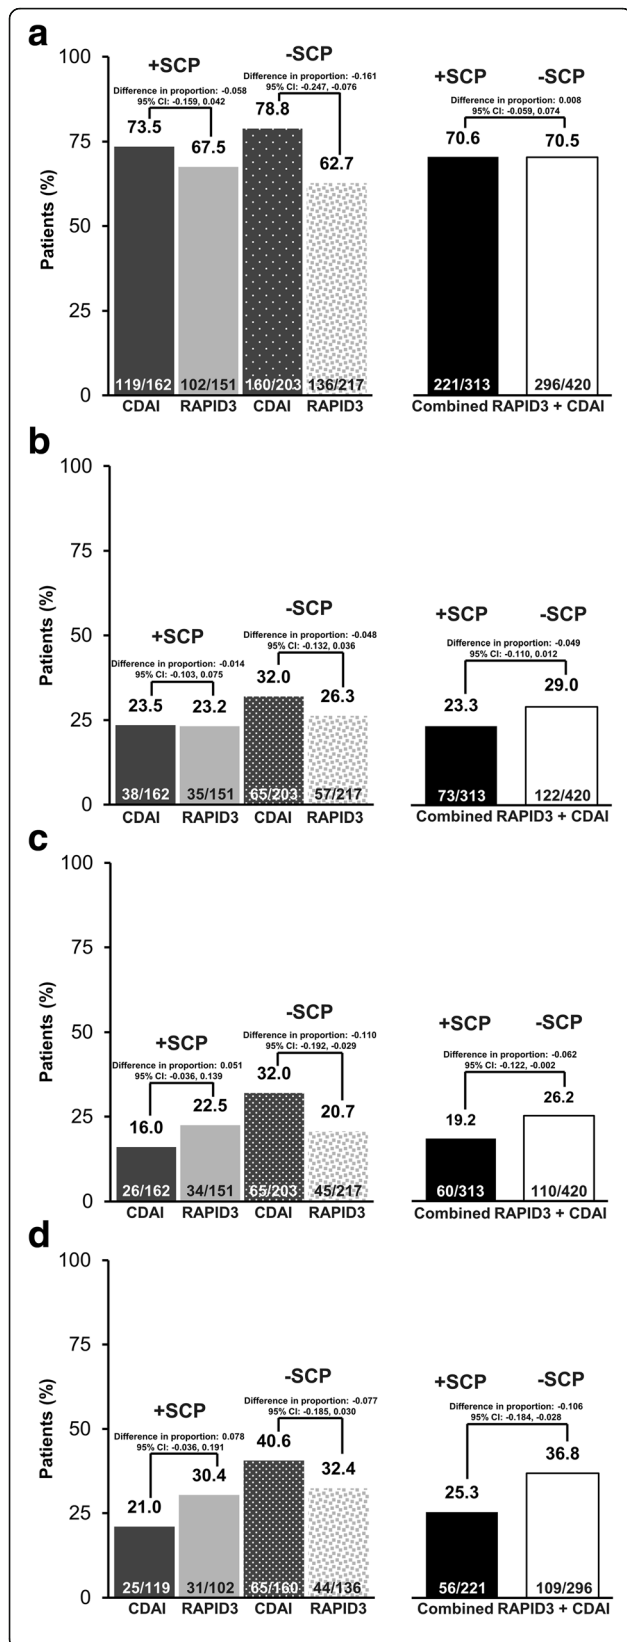 a
+SCP
Difference in proportion: -0.058
95% CI: -0.159, 0.042
-SCP
Difference in proportion: -0.161
95% CI: -0.247, -0.076
+SCP -SCP
Difference in proportion: 0.008
95% CI: -0.059, 0.074
Patients (%)
100
75
50
25
0
73.5
67.5
78.8
62.7
70.6
70.5
119/162
102/151
160/203
136/217
221/313
296/420
CDAI RAPID3 CDAI RAPID3
Combined RAPID3 + CDAI
b
+SCP
Difference in proportion: -0.014
95% CI: -0.103, 0.075
-SCP
Difference in proportion: -0.048
95% CI: -0.132, 0.036
+SCP -SCP
Difference in proportion: -0.049
95% CI: -0.110, 0.012
Patients (%)
100
75
50
25
0
23.5
23.2
32.0
26.3
23.3
29.0
38/162
35/151
65/203
57/217
73/313
122/420
CDAI RAPID3 CDAI RAPID3
Combined RAPID3 + CDAI
c
+SCP
Difference in proportion: 0.051
95% CI: -0.036, 0.139
-SCP
Difference in proportion: -0.110
95% CI: -0.192, -0.029
+SCP -SCP
Difference in proportion: -0.062
95% CI: -0.122, -0.002
Patients (%)
100
75
50
25
0
16.0
22.5
32.0
20.7
19.2
26.2
26/162
34/151
65/203
45/217
60/313
110/420
CDAI RAPID3 CDAI RAPID3
Combined RAPID3 + CDAI
d
+SCP
Difference in proportion: 0.078
95% CI: -0.036, 0.191
-SCP
Difference in proportion: -0.077
95% CI: -0.185, 0.030
+SCP -SCP
Difference in proportion: -0.106
95% CI: -0.184, -0.028
Patients (%)
100
75
50
25
0
21.0
30.4
40.6
32.4
25.3
36.8
25/119
31/102
65/160
44/136
56/221
109/296
CDAI RAPID3 CDAI RAPID3
Combined RAPID3 + CDAI